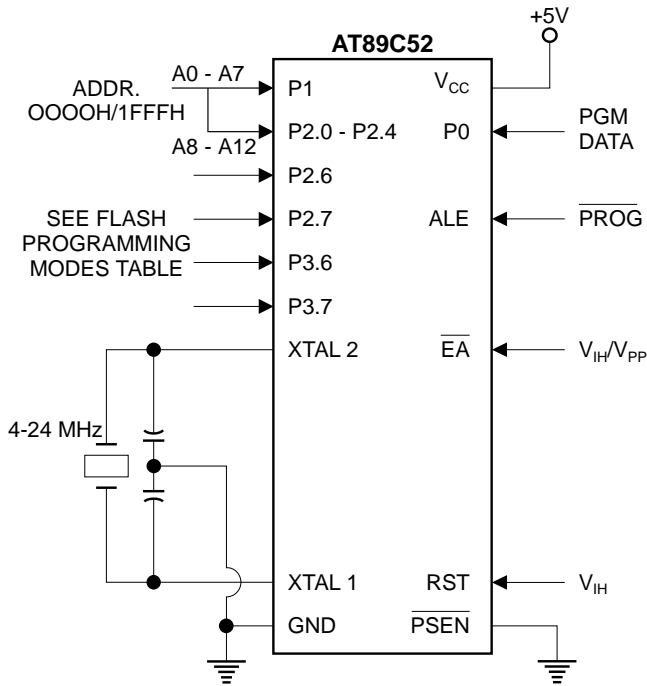 +5V
AT89C52
ADDR.
OOOOH/1FFFH
A0 - A7
P1
VCC
P2.0 - P2.4
P0
PGM
DATA
A8 - A12
P2.6
SEE FLASH
PROGRAMMING
MODES TABLE
P2.7
ALE
PROG
P3.6
P3.7
XTAL 2
EA
VIH/VPP
4-24 MHz
XTAL 1
RST
VIH
GND
PSEN